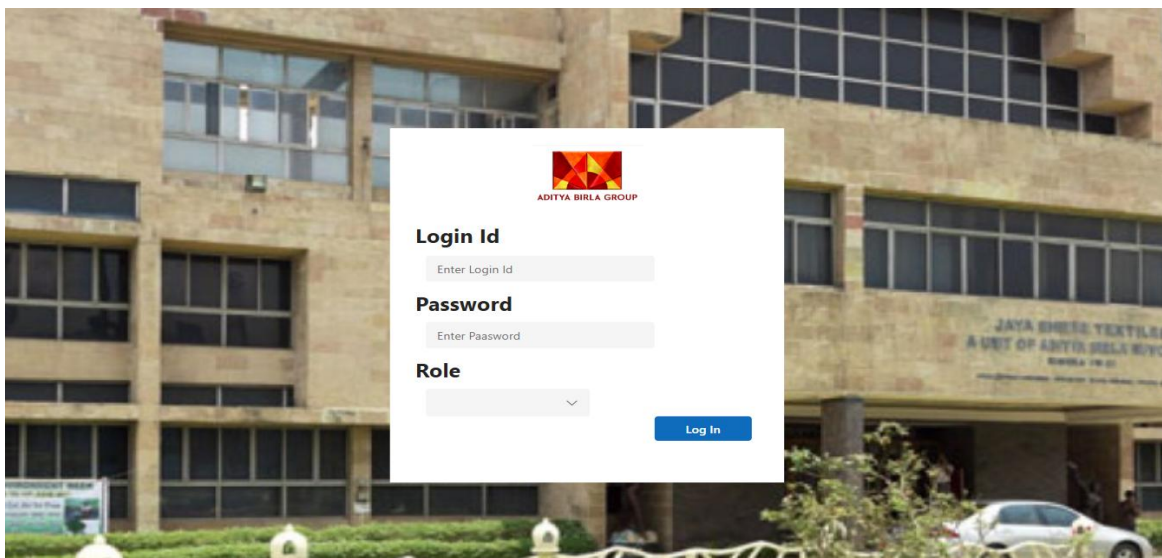 ADITYA BIRLA GROUP
Login Id
Enter Login Id
Password
Enter Paasword
Role
Log In
JAYA SHREE TEXTILES
A UNIT OF ADITYA BIRLA